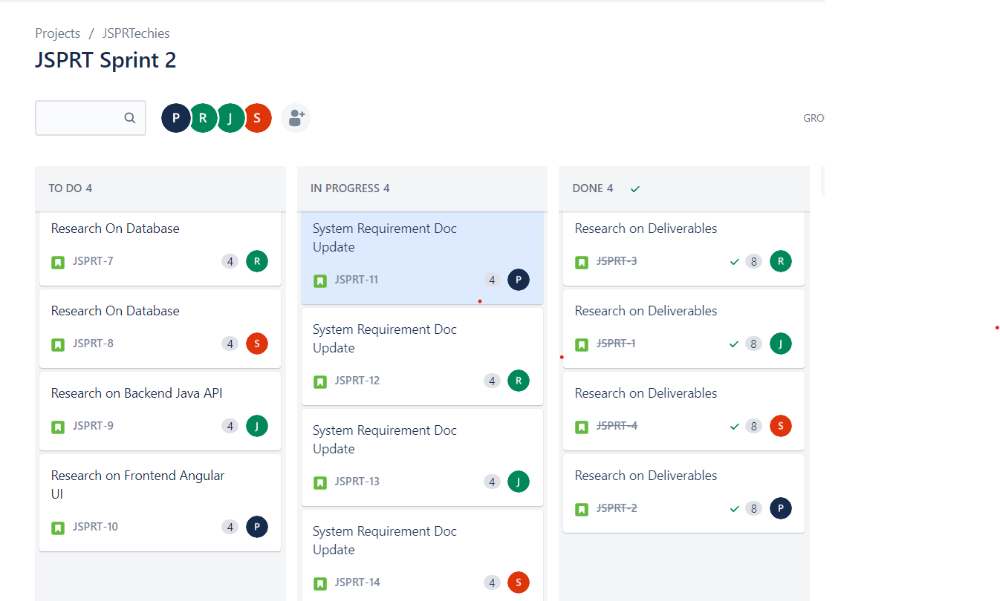 Projects / JSPRTechies
JSPRT Sprint 2
P R J S
GRO
TO DO 4
Research On Database
JSPRT-7 4 R
Research On Database
JSPRT-8 4 S
Research on Backend Java API
JSPRT-9 4 J
Research on Frontend Angular
UI
JSPRT-10 4 P
IN PROGRESS 4
System Requirement Doc
Update
JSPRT-11 4 P
System Requirement Doc
Update
JSPRT-12 4 R
System Requirement Doc
Update
JSPRT-13 4 J
System Requirement Doc
Update
JSPRT-14 4 S
DONE 4
Research on Deliverables
JSPRT-3 8 R
Research on Deliverables
JSPRT-1 8 J
Research on Deliverables
JSPRT-4 8 S
Research on Deliverables
JSPRT-2 8 P